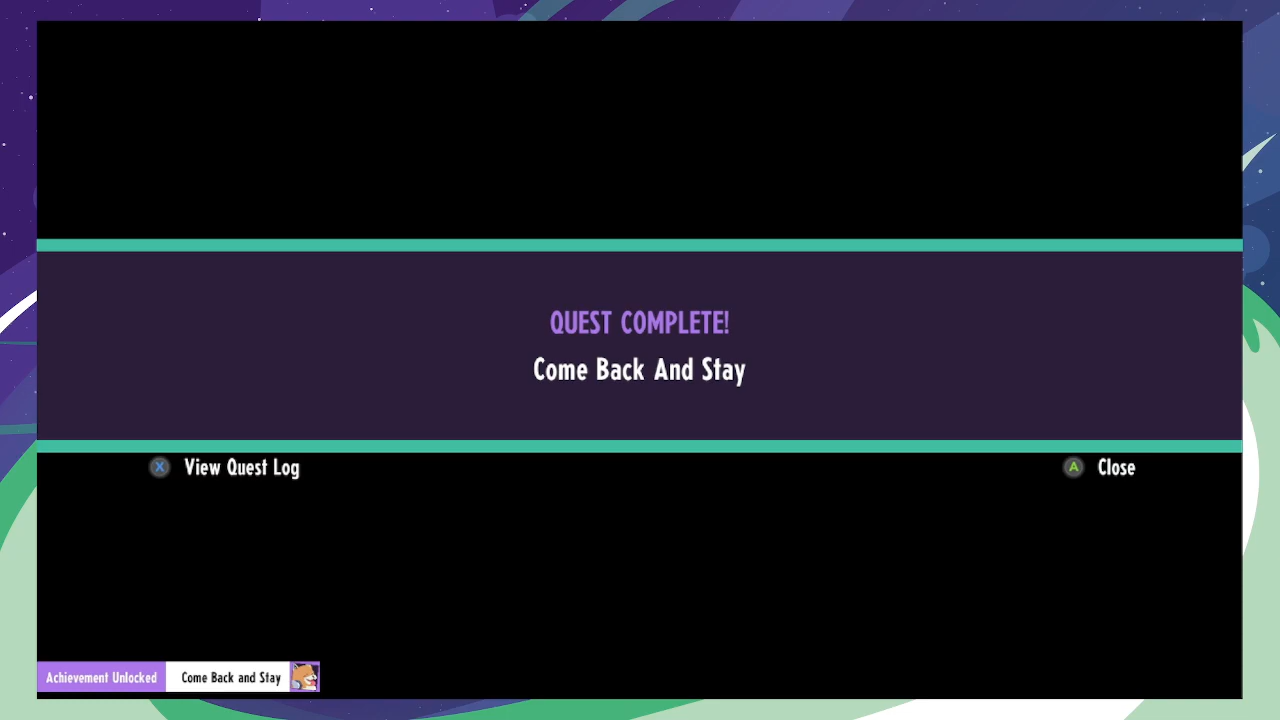 QUEST COMPLETE!
Come Back And Stay
X View Quest Log
A Close
Achievement Unlocked Come Back and Stay